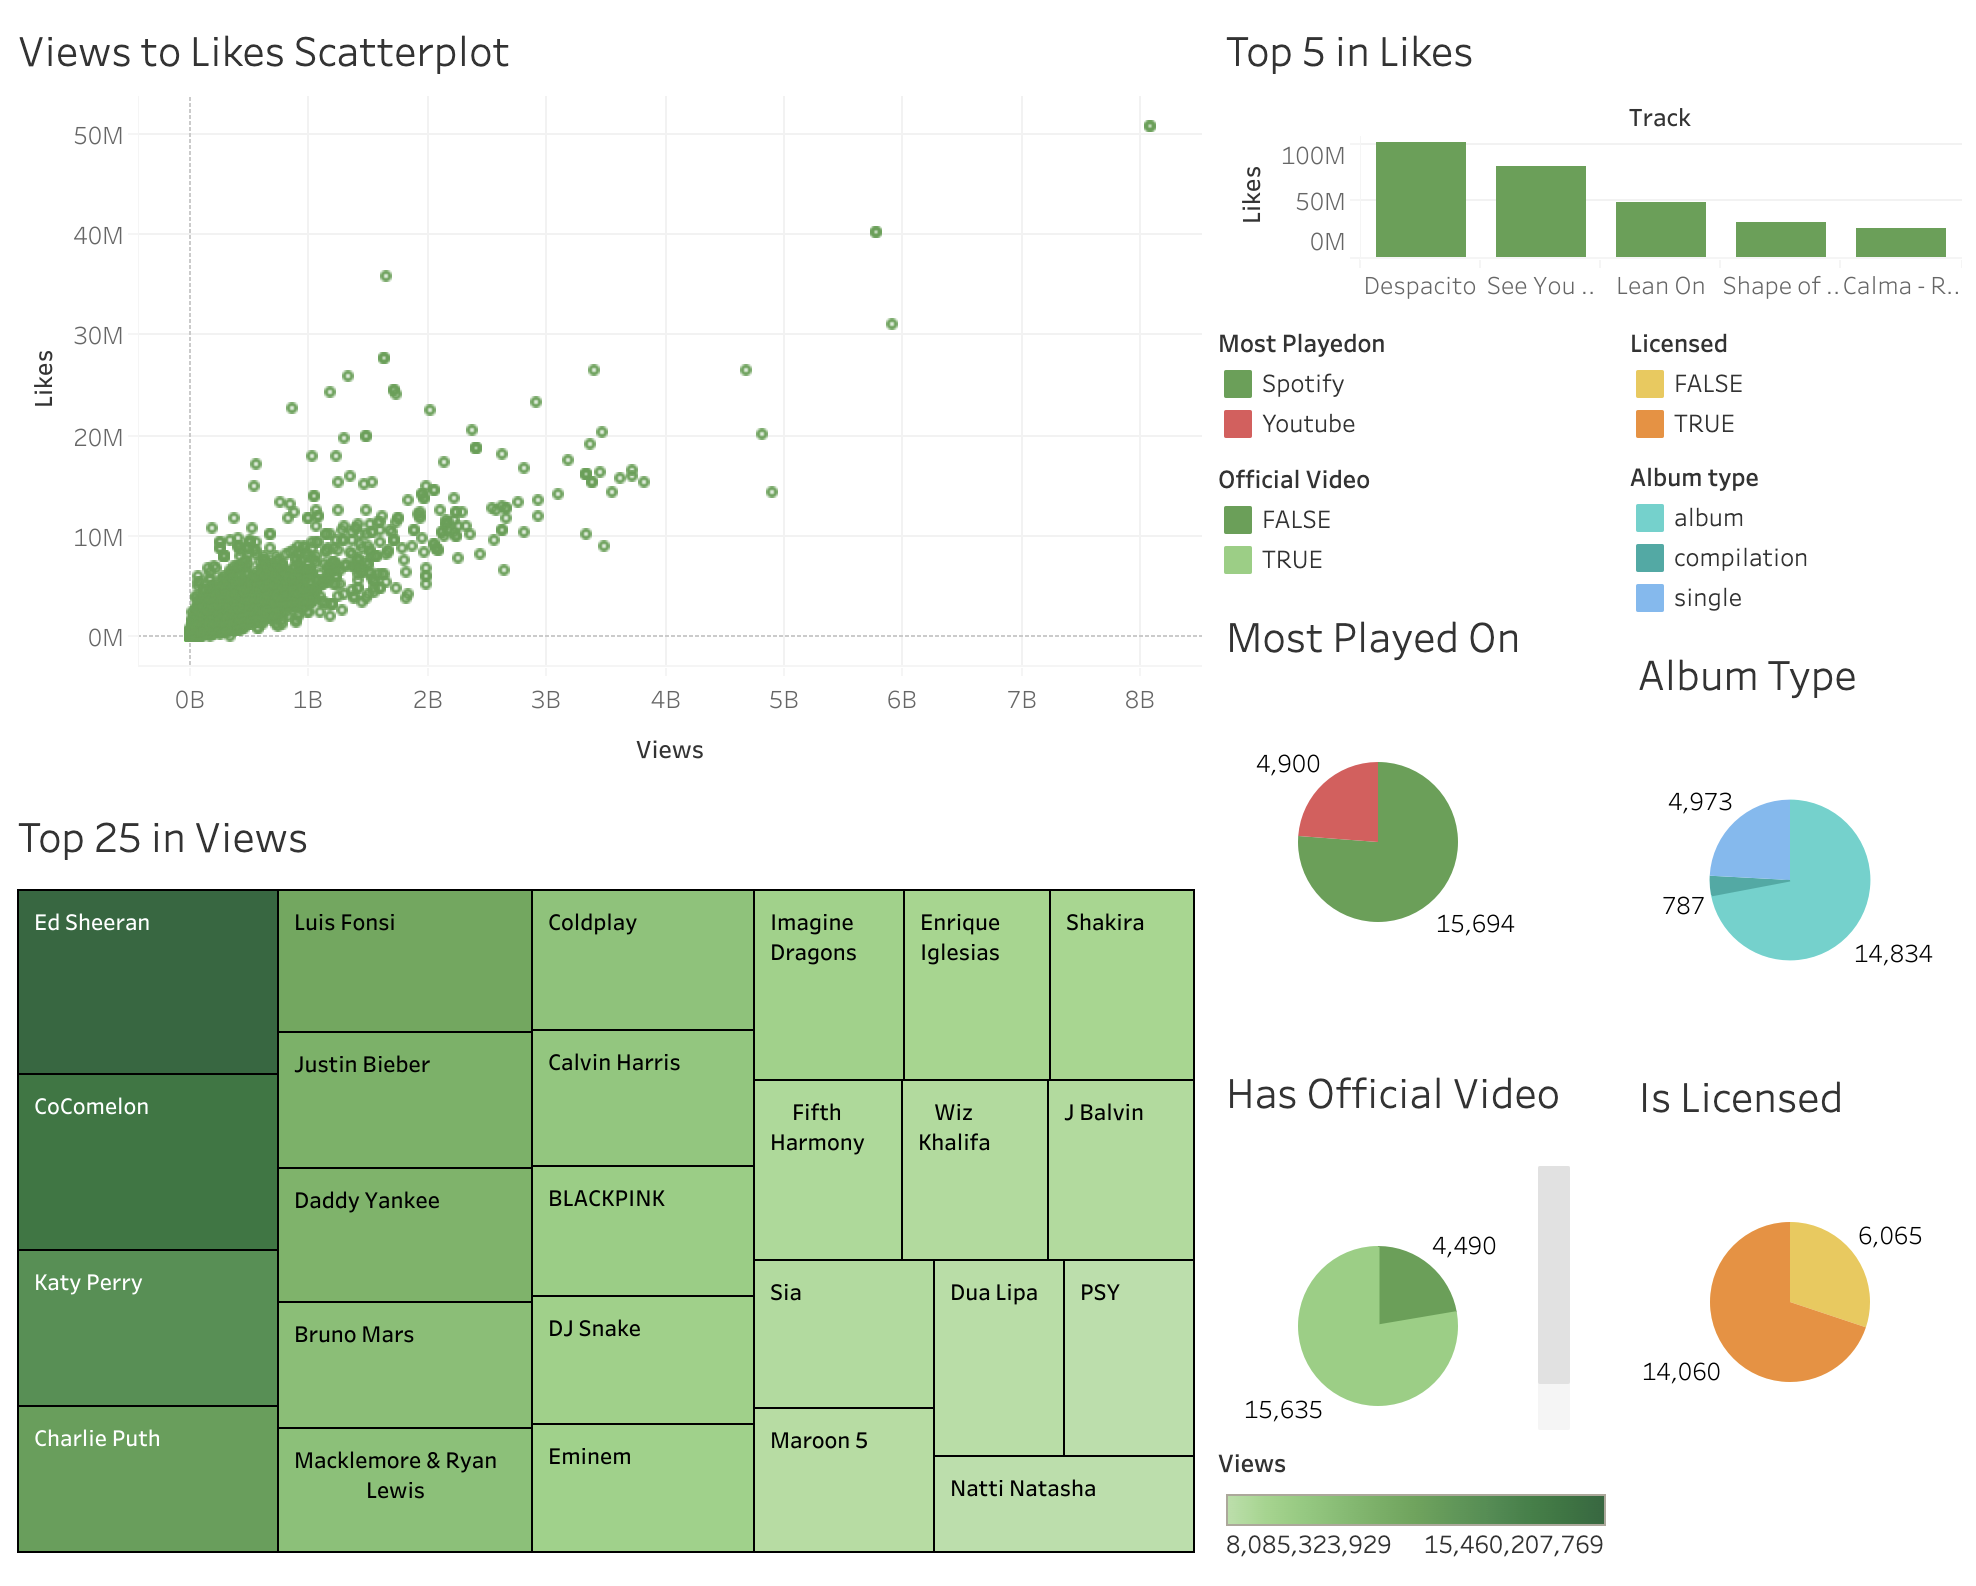 Views to Likes Scatterplot
50M
40M
30M
20M
10M
0M
Likes
0B 1B 2B 3B 4B 5B 6B 7B 8B
Views
Top 5 in Likes
Track
100M
50M
0M
Likes
Despacito See You .. Lean On Shape of .. Calma - R..
Most Playedon
Spotify
Youtube
Official Video
FALSE
TRUE
Licensed
FALSE
TRUE
Album type
album
compilation
single
Most Played On
4,900
15,694
Album Type
4,973
787
14,834
Top 25 in Views
Ed Sheeran
CoComelon
Katy Perry
Charlie Puth
Luis Fonsi
Justin Bieber
Daddy Yankee
Bruno Mars
Macklemore & Ryan
Lewis
Coldplay
Calvin Harris
BLACKPINK
DJ Snake
Eminem
Imagine
Dragons
Enrique
Iglesias
Shakira
Fifth
Harmony
Wiz
Khalifa
J Balvin
Sia
Maroon 5
Dua Lipa
PSY
Natti Natasha
Has Official Video
4,490
15,635
Is Licensed
6,065
14,060
Views
8,085,323,929 15,460,207,769